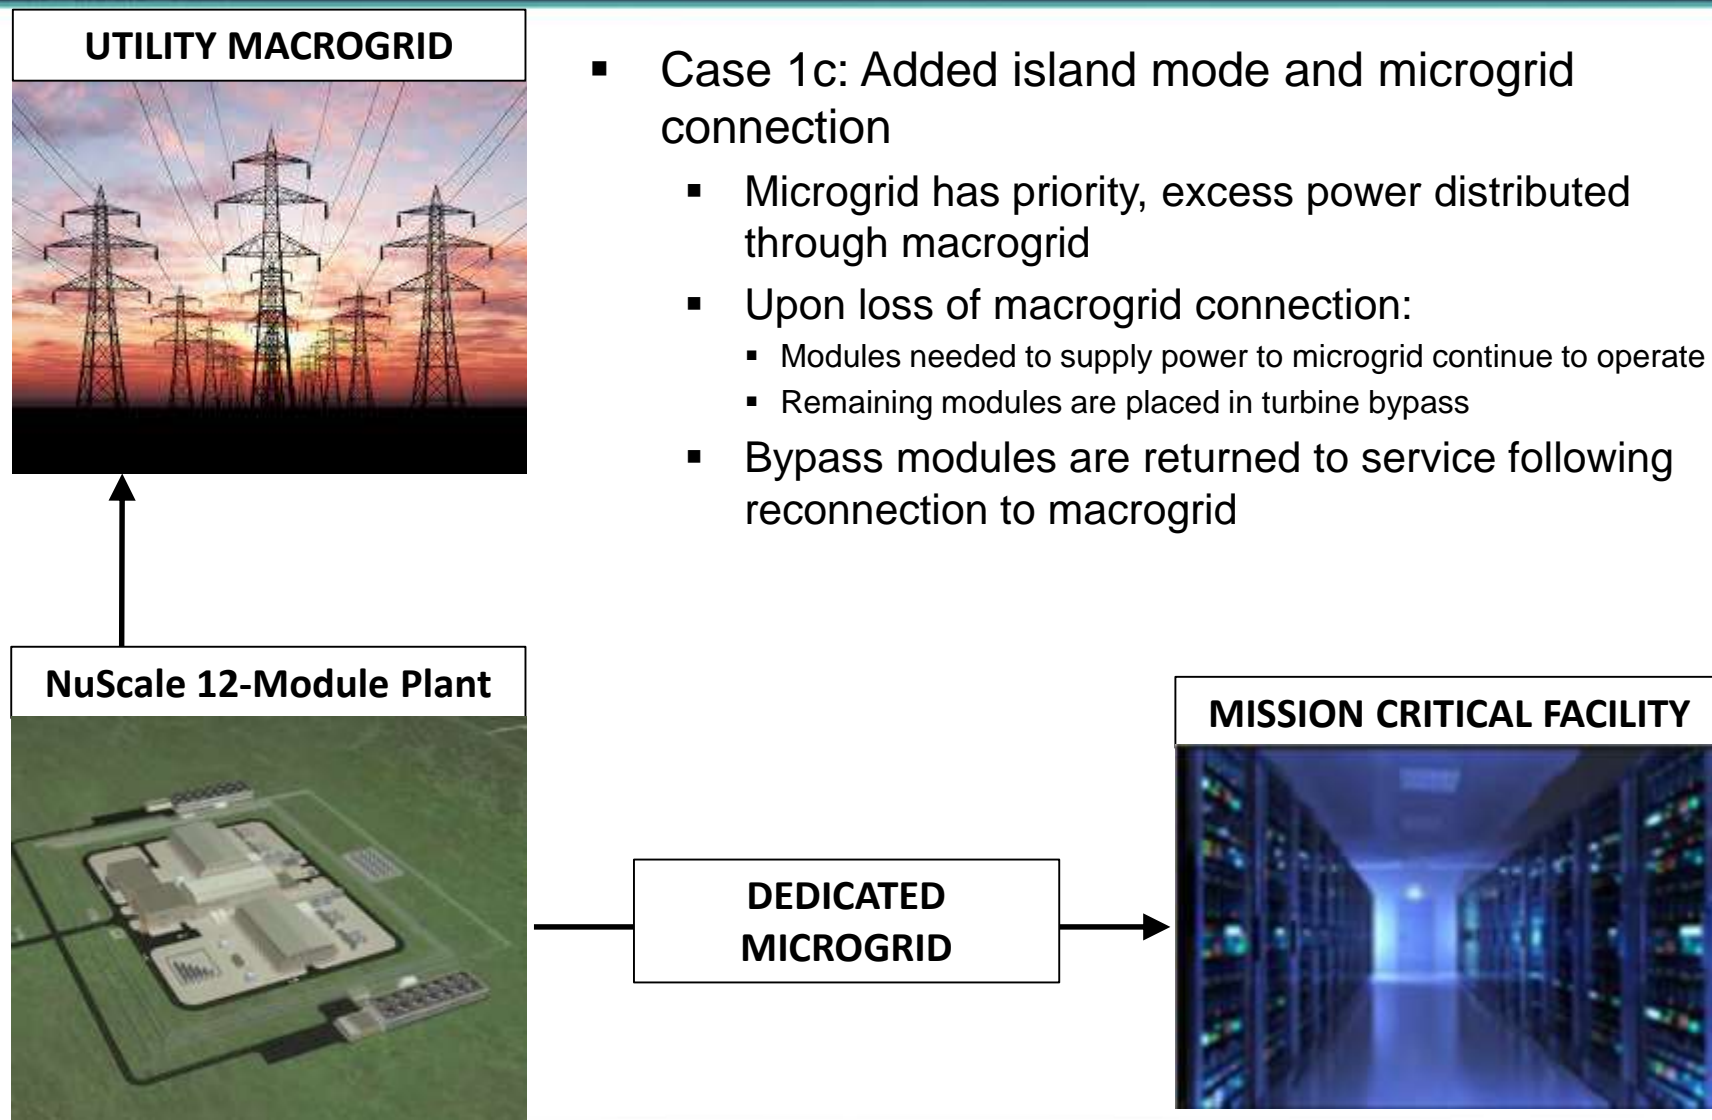 UTILITY MACROGRID
▪ Case 1c: Added island mode and microgrid
connection
▪ Microgrid has priority, excess power distributed
through macrogrid
▪ Upon loss of macrogrid connection:
▪ Modules needed to supply power to microgrid continue to operate
▪ Remaining modules are placed in turbine bypass
▪ Bypass modules are returned to service following
reconnection to macrogrid
NuScale 12-Module Plant
DEDICATED
MICROGRID
MISSION CRITICAL FACILITY